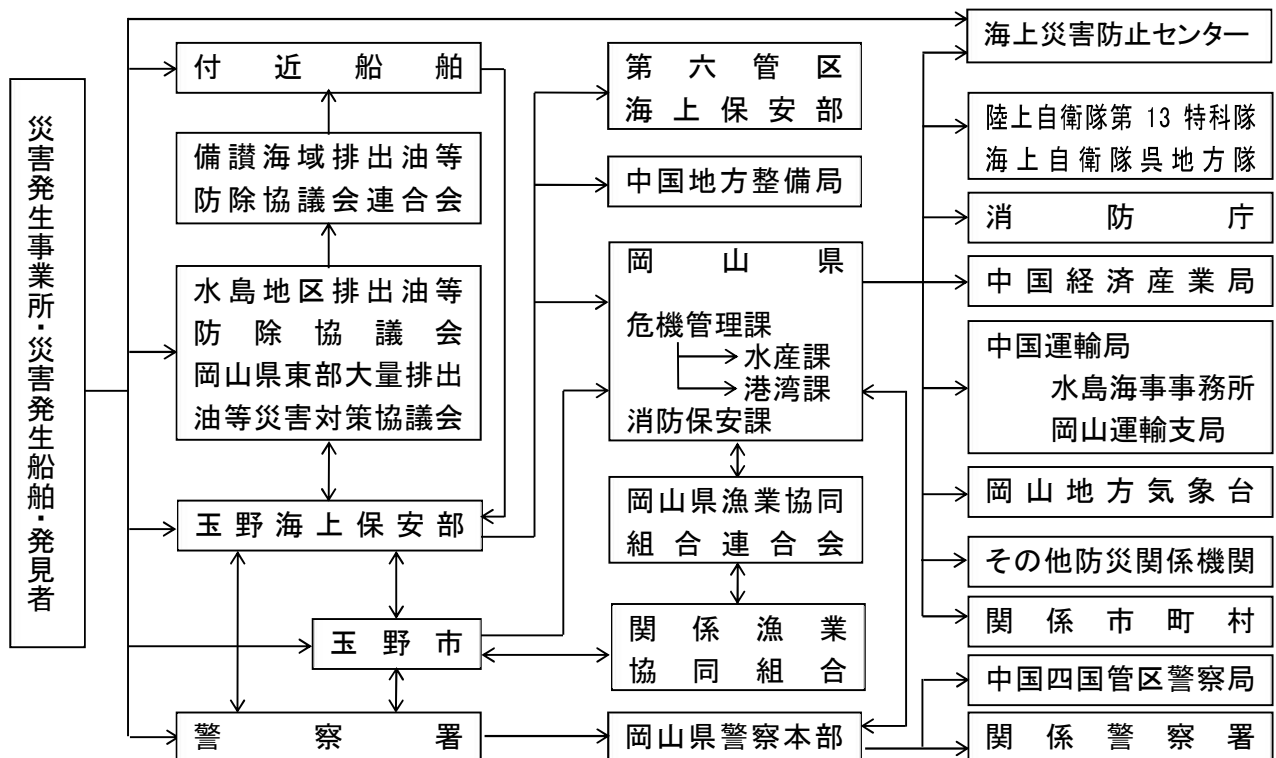 災害発生事業所・災害発生船舶・発見者
付近船舶
備讃海域排出油等
防除協議会連合会
水島地区排出油等
防除協議会
岡山県東部大量排出
油等災害対策協議会
玉野海上保安部
玉野市
警察署
第六管区
海上保安部
中国地方整備局
岡山県
危機管理課
水産課
港湾課
消防保安課
岡山県漁業協同
組合連合会
関係漁業
協同組合
岡山県警察本部
海上災害防止センター
陸上自衛隊第 13 特科隊
海上自衛隊呉地方隊
消防庁
中国経済産業局
中国運輸局
水島海事事務所
岡山運輸支局
岡山地方気象台
その他防災関係機関
関係市町村
中国四国管区警察局
関係警察署